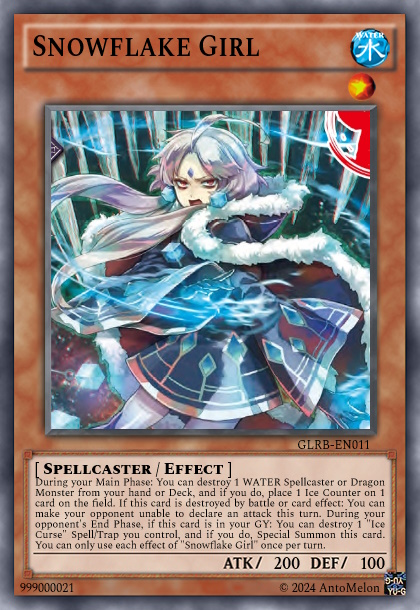 Snowflake Girl
WATER
水
GLRB-EN011
[ Spellcaster / Effect ]
During your Main Phase: You can destroy 1 WATER Spellcaster or Dragon
Monster from your hand or Deck, and if you do, place 1 Ice Counter on 1
card on the field. If this card is destroyed by battle or card effect: You can
make your opponent unable to declare an attack this turn. During your
opponent's End Phase, if this card is in your GY: You can destroy 1 "Ice
Curse" Spell/Trap you control, and if you do, Special Summon this card.
You can only use each effect of "Snowflake Girl" once per turn.
ATK/ 200 DEF/ 100
999000021
© 2024 AntoMelon